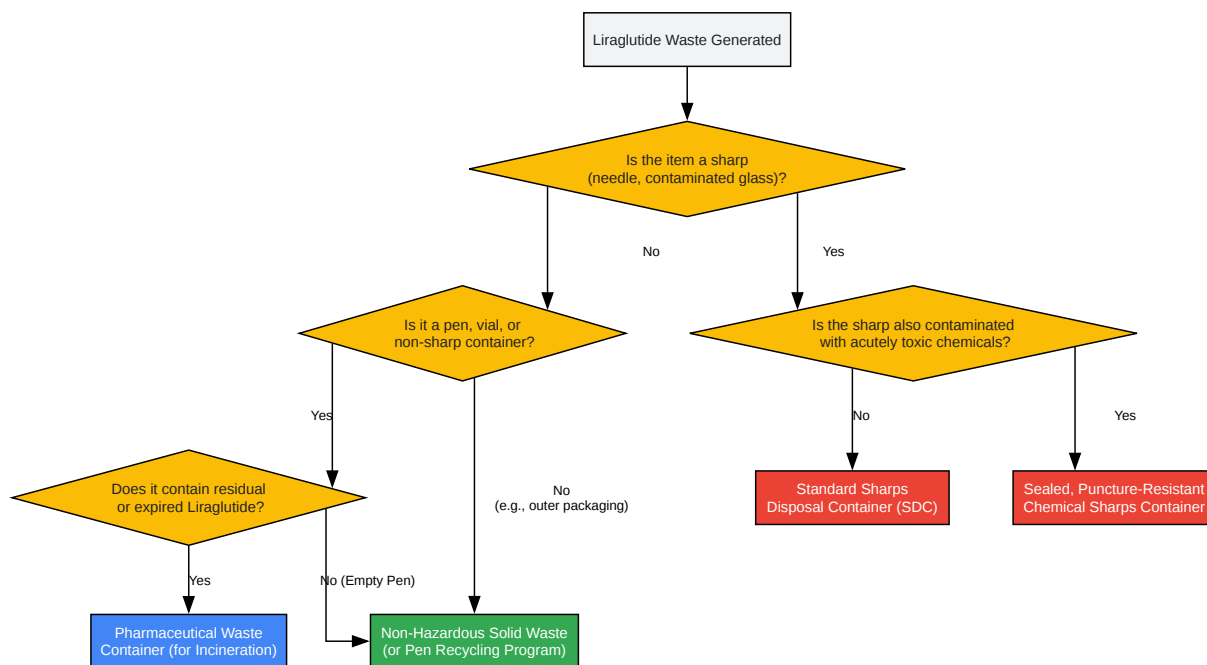 Liraglutide Waste Generated
Is the item a sharp
(needle, contaminated glass)?
No
Yes
Is it a pen, vial, or
non-sharp container?
Is the sharp also contaminated
with acutely toxic chemicals?
Yes
No
Yes
Does it contain residual
or expired Liraglutide?
No
(e.g., outer packaging)
Standard Sharps
Disposal Container (SDC)
Sealed, Puncture-Resistant
Chemical Sharps Container
Yes
No (Empty Pen)
Pharmaceutical Waste
Container (for Incineration)
Non-Hazardous Solid Waste
(or Pen Recycling Program)